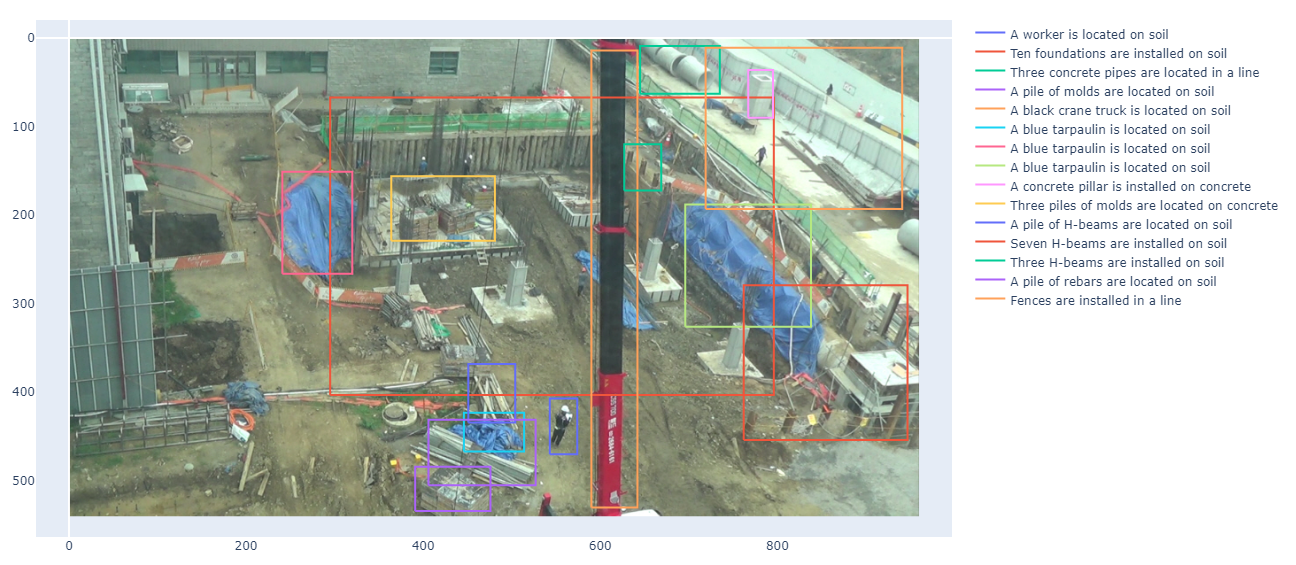 0
100
200
300
400
500
0
200
400
600
800
A worker is located on soil
Ten foundations are installed on soil
Three concrete pipes are located in a line
A pile of molds are located on soil
A black crane truck is located on soil
A blue tarpaulin is located on soil
A blue tarpaulin is located on soil
A blue tarpaulin is located on soil
A concrete pillar is installed on concrete
Three piles of molds are located on concrete
A pile of H-beams are located on soil
Seven H-beams are installed on soil
Three H-beams are installed on soil
A pile of rebars are located on soil
Fences are installed in a line